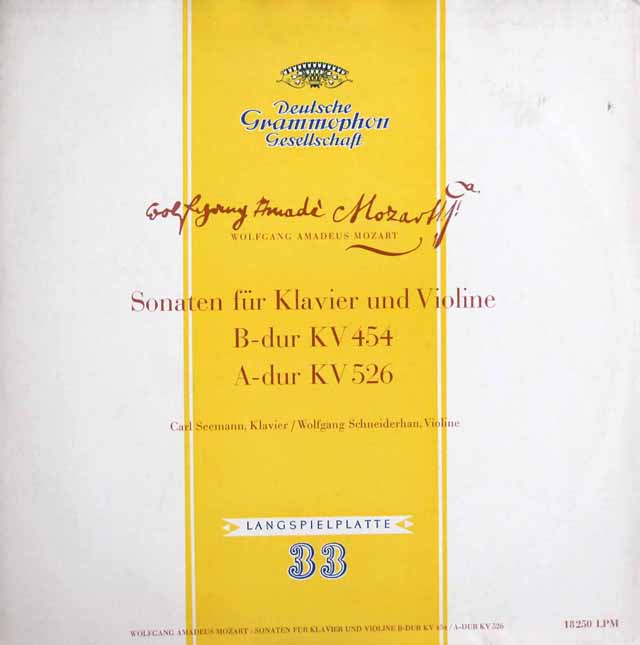 Deutsche
Grammophon
Gesellschaft
Wolfgang Amadè Mozart
WOLFGANG AMADEUS MOZART
Sonaten für Klavier und Violine
B-dur KV 454
A-dur KV 526
Carl Seemann, Klavier / Wolfgang Schneiderhan, Violine
LANGSPIELPLATTE
33
WOLFGANG AMADEUS MOZART · SONATEN FÜR KLAVIER UND VIOLINE B-DUR KV 454 / A-DUR KV 526
18250 LPM